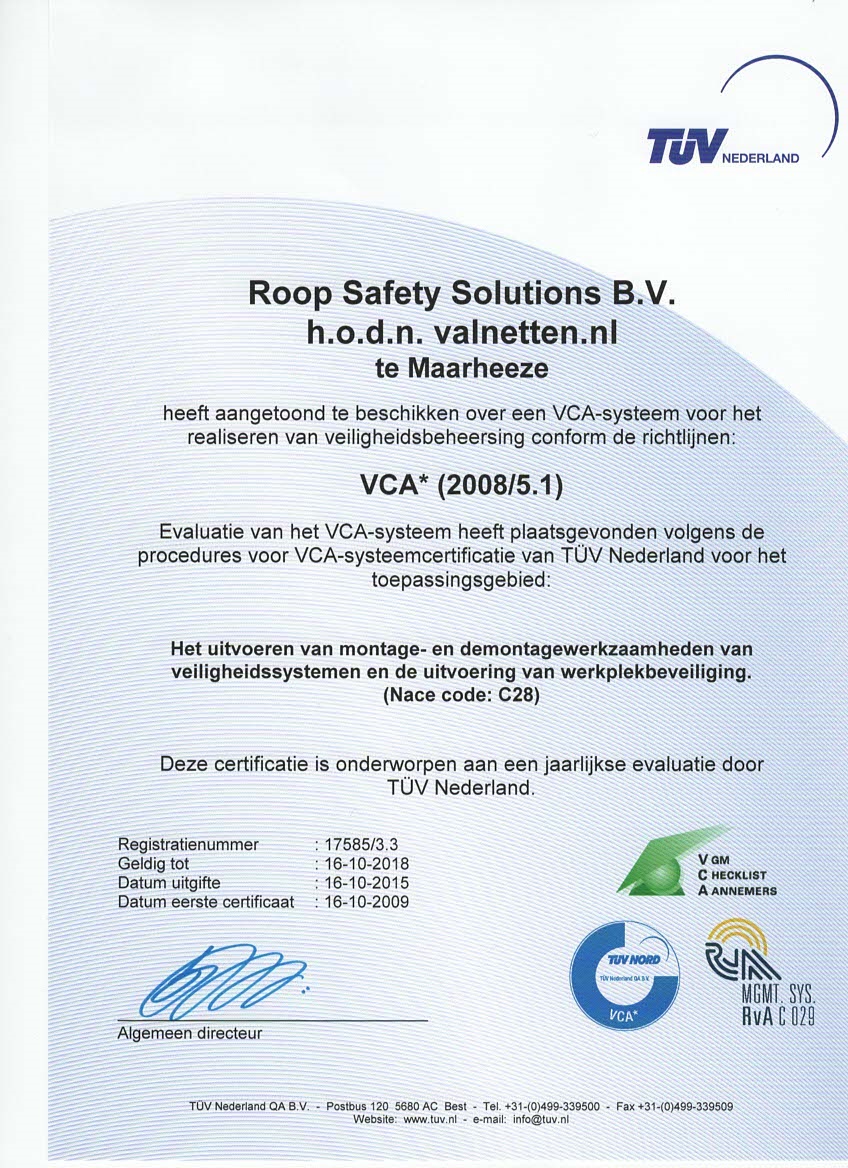 TÜV NEDERLAND
Roop Safety Solutions B.V.
h.o.d.n. valnetten.nl
te Maarheeze
heeft aangetoond te beschikken over een VCA-systeem voor het
realiseren van veiligheidsbeheersing conform de richtlijnen:
VCA* (2008/5.1)
Evaluatie van het VCA-systeem heeft plaatsgevonden volgens de
procedures voor VCA-systeemcertificatie van TÜV Nederland voor het
toepassingsgebied:
Het uitvoeren van montage- en demontagewerkzaamheden van
veiligheidssystemen en de uitvoering van werkplekbeveiliging.
(Nace code: C28)
Deze certificatie is onderworpen aan een jaarlijkse evaluatie door
TÜV Nederland.
Registratienummer : 17585/3.3
Geldig tot : 16-10-2018
Datum uitgifte : 16-10-2015
Datum eerste certificaat : 16-10-2009
V GM
C HECKLIST
A ANNEMERS
TÜV NORD
TÜV Nederland QA B.V.
VCA*
RvA
MGMT. SYS.
RvA C 029
Algemeen directeur
TÜV Nederland QA B.V. - Postbus 120 5680 AC Best - Tel. +31-(0)499-339500 - Fax +31-(0)499-339509
Website: www.tuv.nl - e-mail: info@tuv.nl